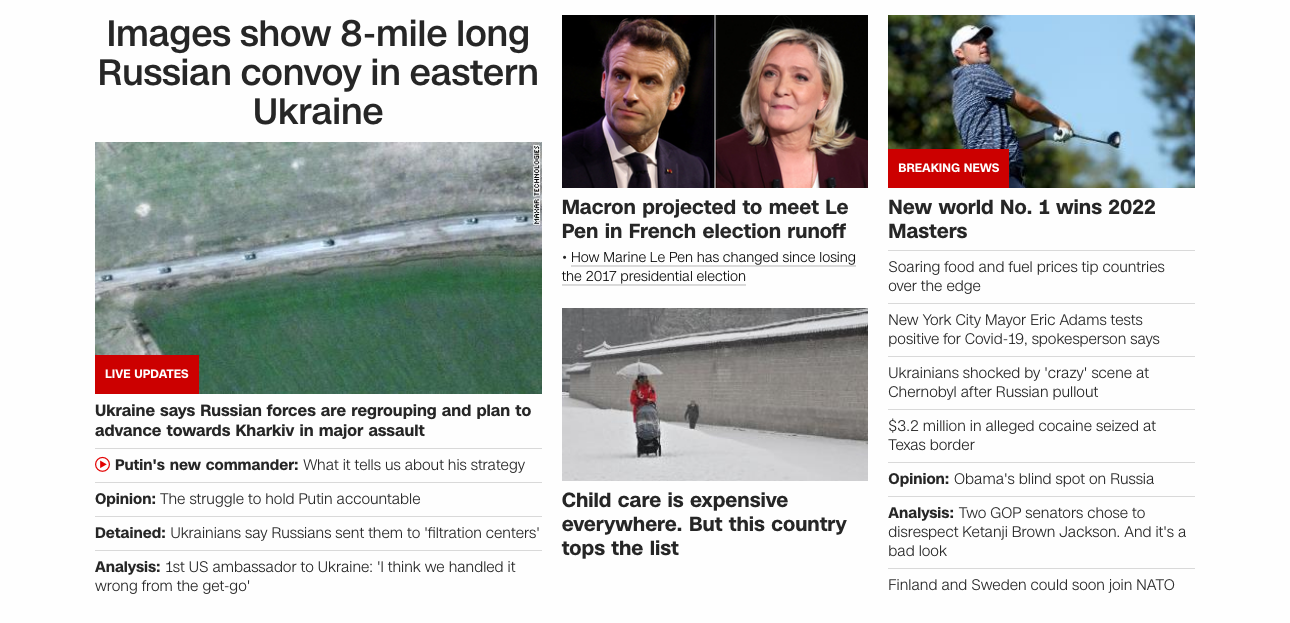 Images show 8-mile long
Russian convoy in eastern
Ukraine
MAXAR TECHNOLOGIES
LIVE UPDATES
Ukraine says Russian forces are regrouping and plan to
advance towards Kharkiv in major assault
Putin's new commander: What it tells us about his strategy
Opinion: The struggle to hold Putin accountable
Detained: Ukrainians say Russians sent them to 'filtration centers'
Analysis: 1st US ambassador to Ukraine: 'I think we handled it
wrong from the get-go'
Macron projected to meet Le
Pen in French election runoff
• How Marine Le Pen has changed since losing
the 2017 presidential election
Child care is expensive
everywhere. But this country
tops the list
BREAKING NEWS
New world No. 1 wins 2022
Masters
Soaring food and fuel prices tip countries
over the edge
New York City Mayor Eric Adams tests
positive for Covid-19, spokesperson says
Ukrainians shocked by 'crazy' scene at
Chernobyl after Russian pullout
$3.2 million in alleged cocaine seized at
Texas border
Opinion: Obama's blind spot on Russia
Analysis: Two GOP senators chose to
disrespect Ketanji Brown Jackson. And it's a
bad look
Finland and Sweden could soon join NATO